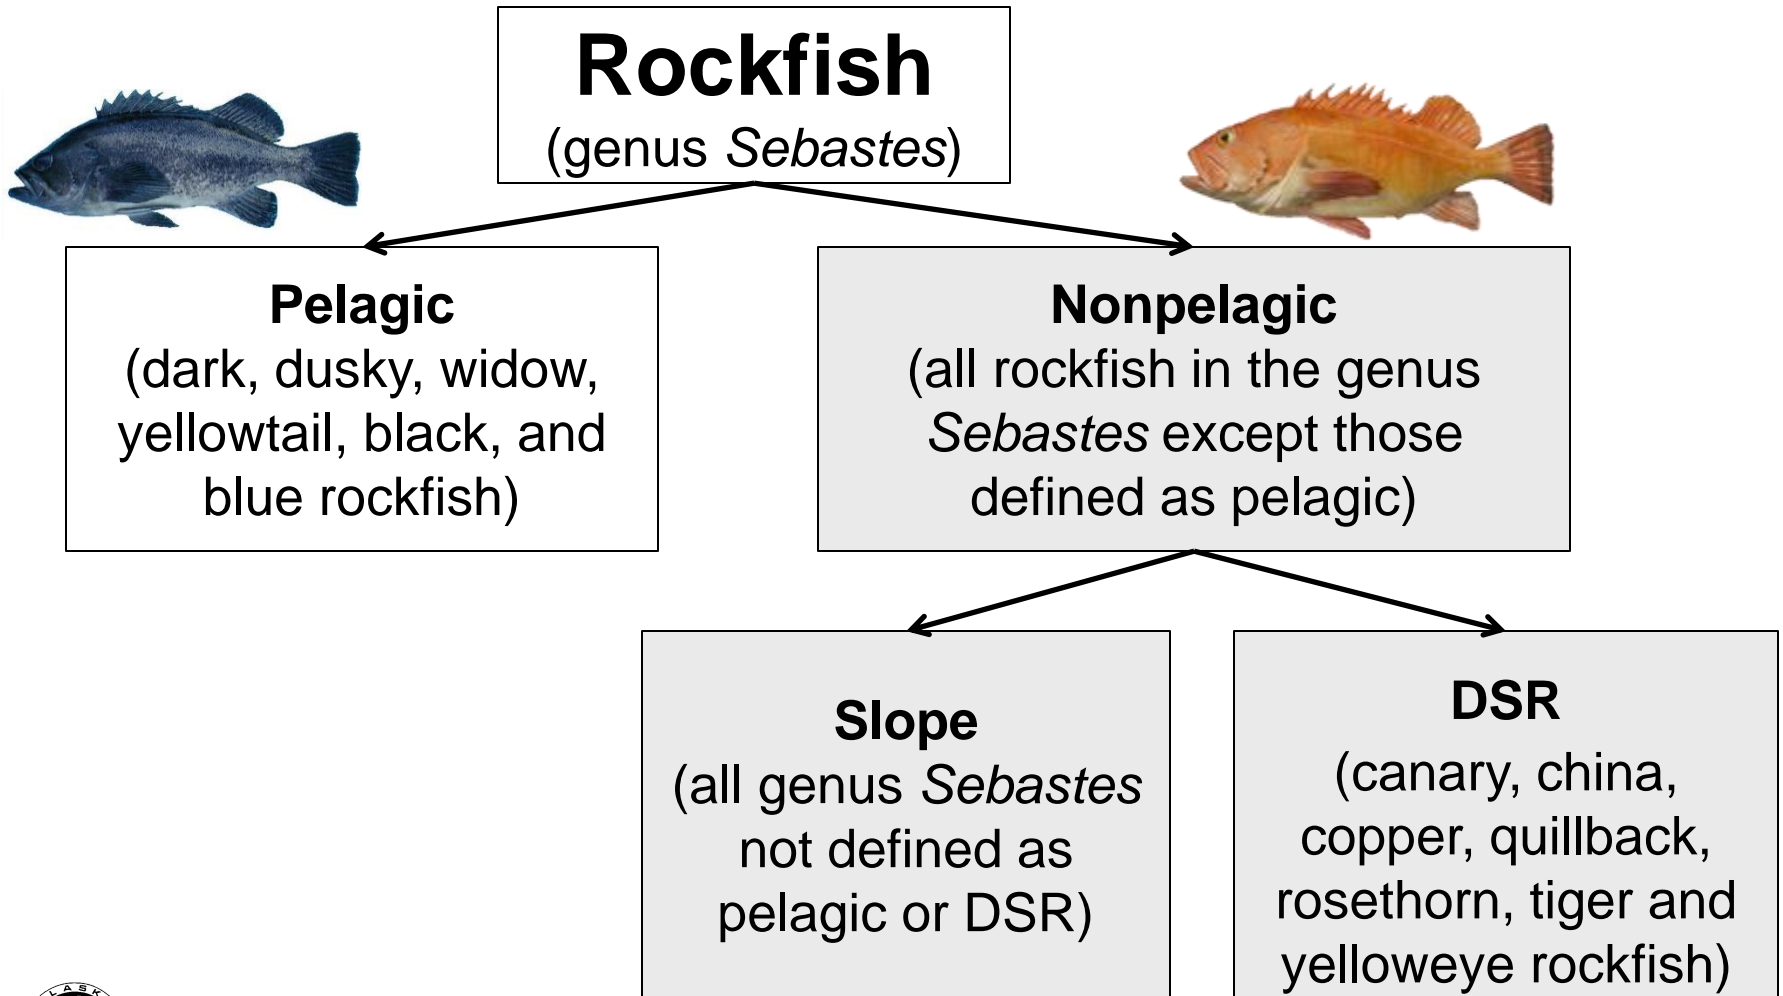 Rockfish
(genus Sebastes)
Pelagic
(dark, dusky, widow,
yellowtail, black, and
blue rockfish)
Nonpelagic
(all rockfish in the genus
Sebastes except those
defined as pelagic)
Slope
(all genus Sebastes
not defined as
pelagic or DSR)
DSR
(canary, china,
copper, quillback,
rosethorn, tiger and
yelloweye rockfish)